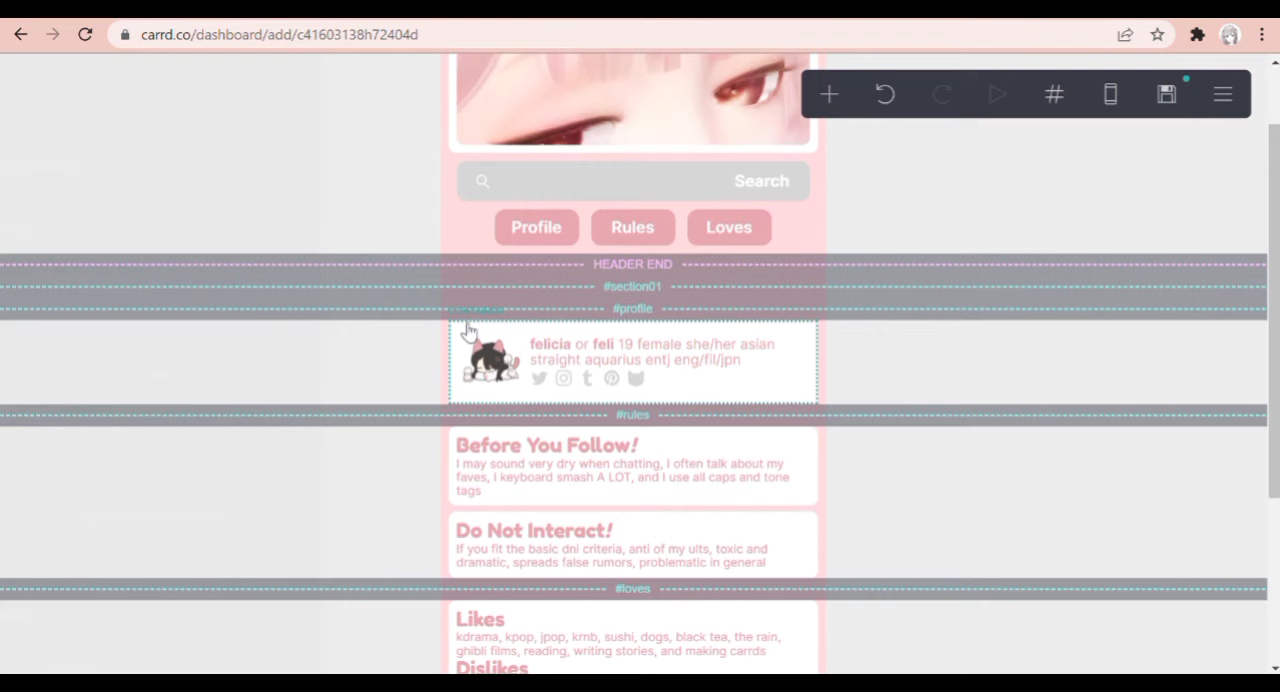 carrd.co/dashboard/add/c41603138h72404d
Search
Profile Rules Loves
HEADER END
#section01
#profile
felicia or feli 19 female she/her asian
straight aquarius entj eng/fil/jpn
#rules
Before You Follow!
I may sound very dry when chatting, I often talk about my
faves, I keyboard smash A LOT, and I use all caps and tone
tags
Do Not Interact!
If you fit the basic dni criteria, anti of my ults, toxic and
dramatic, spreads false rumors, problematic in general
#loves
Likes
kdrama, kpop, jpop, krnb, sushi, dogs, black tea, the rain,
ghibli films, reading, writing stories, and making carrds
Dislikes